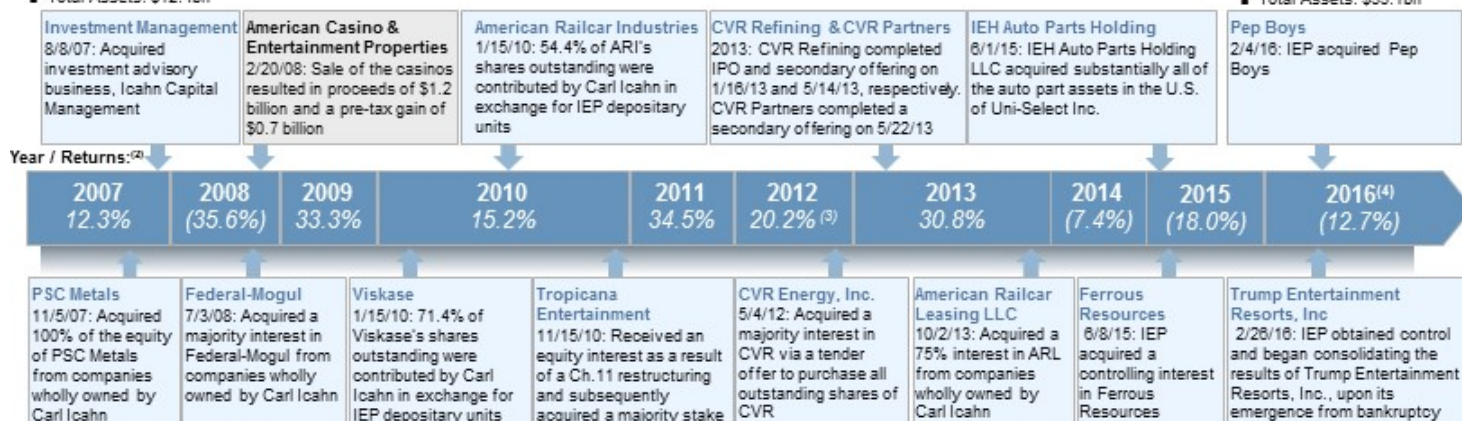 ■ Total Assets: $12.4bn
■ Total Assets: $33.1bn
Investment Management
8/8/07: Acquired
investment advisory
business, Icahn Capital
Management
American Casino &
Entertainment Properties
2/20/08: Sale of the casinos
resulted in proceeds of $1.2
billion and a pre-tax gain of
$0.7 billion
American Railcar Industries
1/15/10: 54.4% of ARI's
shares outstanding were
contributed by Carl Icahn in
exchange for IEP depositary
units
CVR Refining & CVR Partners
2013: CVR Refining completed
IPO and secondary offering on
1/16/13 and 5/14/13, respectively.
CVR Partners completed a
secondary offering on 5/22/13
IEH Auto Parts Holding
6/1/15: IEH Auto Parts Holding
LLC acquired substantially all of
the auto part assets in the U.S.
of Uni-Select Inc.
Pep Boys
2/4/16: IEP acquired Pep
Boys
Year / Returns:(2)
2007
12.3%
2008
(35.6%)
2009
33.3%
2010
15.2%
2011
34.5%
2012
20.2% (3)
2013
30.8%
2014
(7.4%)
2015
(18.0%)
2016(4)
(12.7%)
PSC Metals
11/5/07: Acquired
100% of the equity
of PSC Metals
from companies
wholly owned by
Carl Icahn
Federal-Mogul
7/3/08: Acquired a
majority interest in
Federal-Mogul from
companies wholly
owned by Carl Icahn
Viskase
1/15/10: 71.4% of
Viskase's shares
outstanding were
contributed by Carl
Icahn in exchange for
IEP depositary units
Tropicana
Entertainment
11/15/10: Received an
equity interest as a result
of a Ch.11 restructuring
and subsequently
acquired a majority stake
CVR Energy, Inc.
5/4/12: Acquired a
majority interest in
CVR via a tender
offer to purchase all
outstanding shares of
CVR
American Railcar
Leasing LLC
10/2/13: Acquired a
75% interest in ARL
from companies
wholly owned by
Carl Icahn
Ferrous
Resources
6/8/15: IEP
acquired a
controlling interest
in Ferrous
Resources
Trump Entertainment
Resorts, Inc
2/26/16: IEP obtained control
and began consolidating the
results of Trump Entertainment
Resorts, Inc., upon its
emergence from bankruptcy